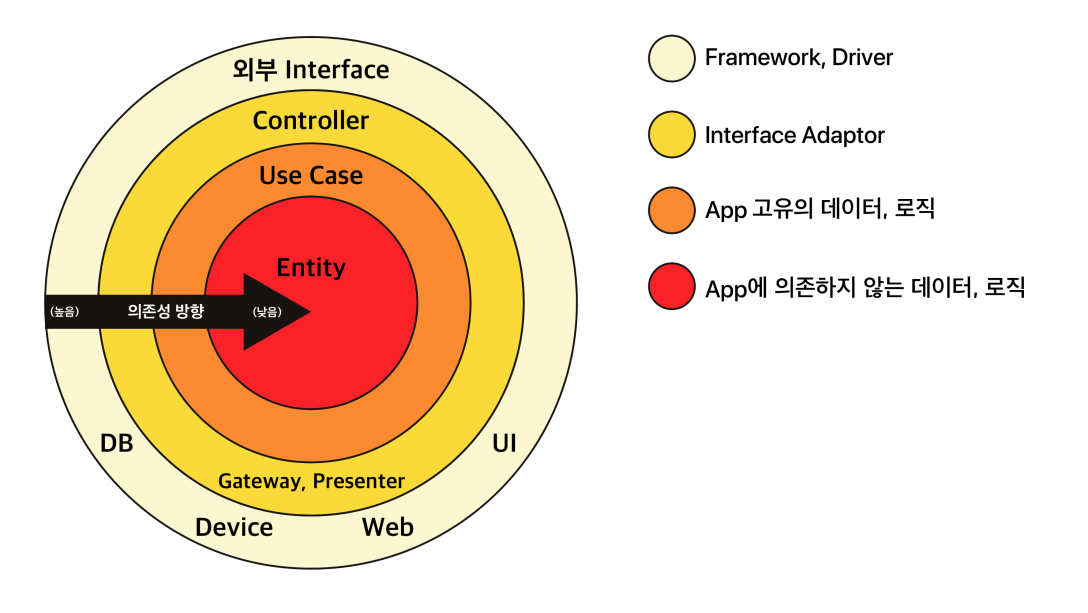 외부 Interface
Controller
Use Case
Entity
(높음) 의존성 방향 (낮음)
DB
UI
Gateway, Presenter
Device
Web
Framework, Driver
Interface Adaptor
App 고유의 데이터, 로직
App에 의존하지 않는 데이터, 로직